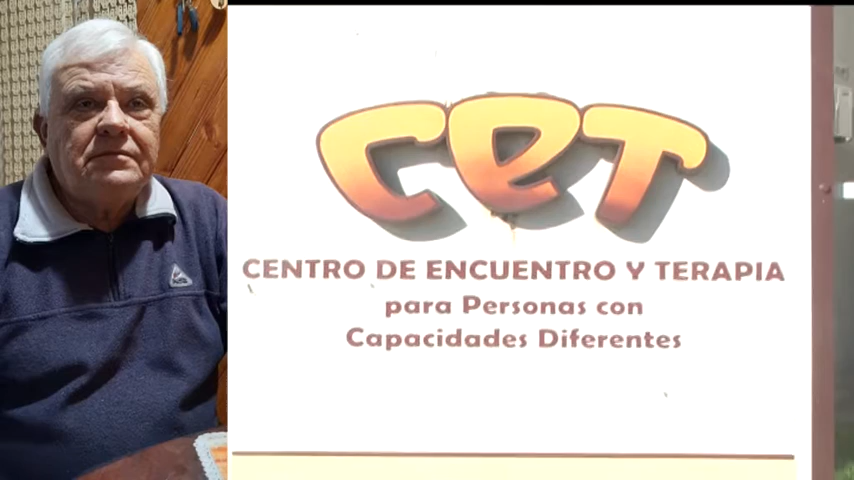 CET
CENTRO DE ENCUENTRO Y TERAPIA
para Personas con
Capacidades Diferentes